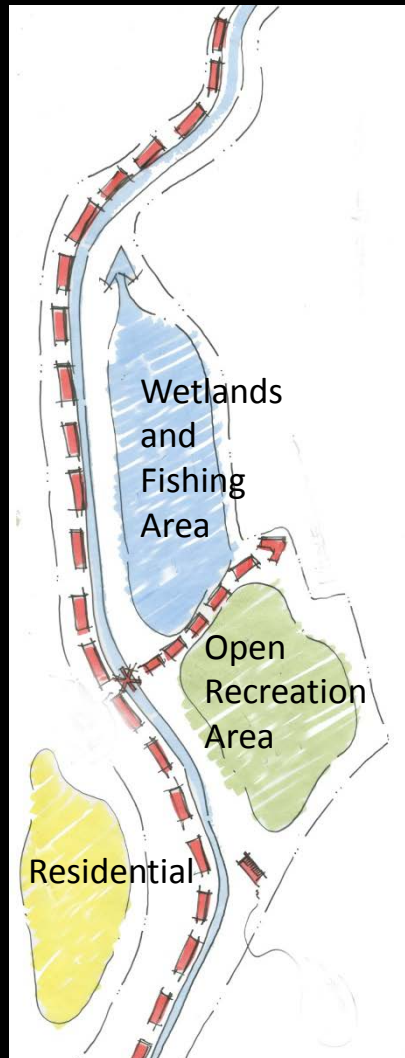 Wetlands
and
Fishing
Area
Open
Recreation
Area
Residential